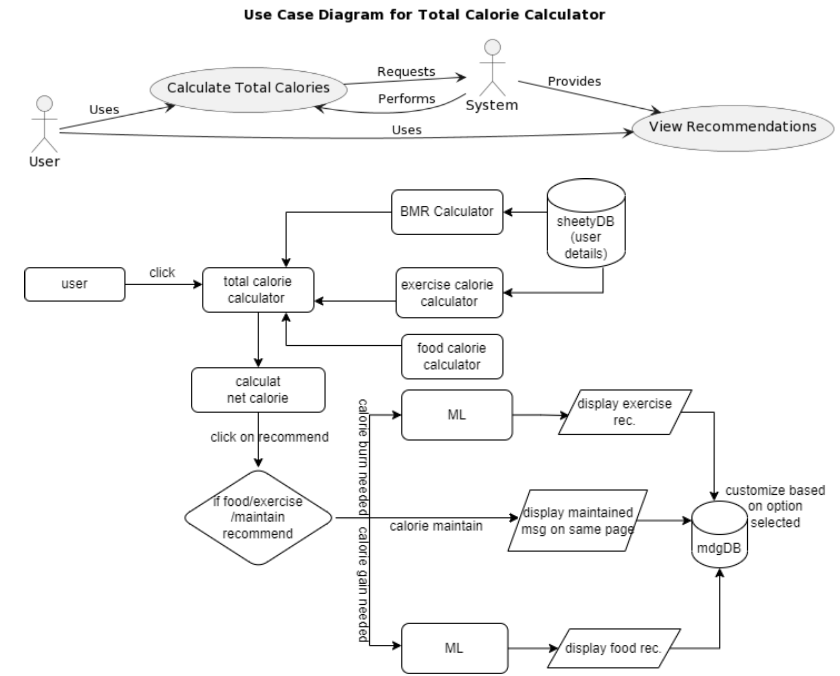 Use Case Diagram for Total Calorie Calculator
Requests
Calculate Total Calories
Performs
System
Provides
Uses
Uses
User
View Recommendations
BMR Calculator
sheetyDB
(user
details)
user
click
total calorie
calculator
exercise calorie
calculator
food calorie
calculator
calculat
net calorie
click on recommend
calorie burn needed
ML
display exercise
rec.
if food/exercise
/maintain
recommend
calorie maintain
display maintained
msg on same page
customize based
on option
selected
mdgDB
calorie gain needed
ML
display food rec.